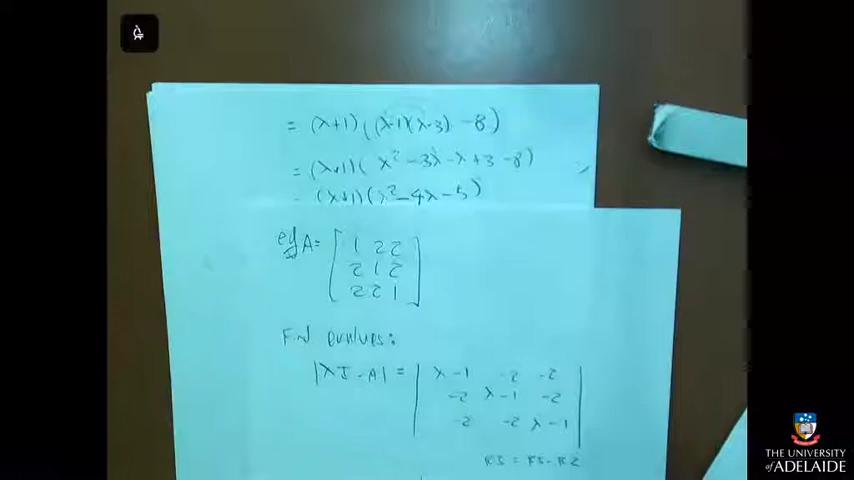 = (λ+1)((λ-1)(λ-3) -8)
= (λ+1)( λ² -3λ -λ +3 -8)
= (λ+1)(λ² -4λ -5)
eg A= [ 1 2 2
2 1 2
2 2 1 ]
Find evalues:
|λI -A| = | λ-1 -2 -2
-2 λ-1 -2
-2 -2 λ-1 |
R3 = R3-R2
THE UNIVERSITY
of ADELAIDE